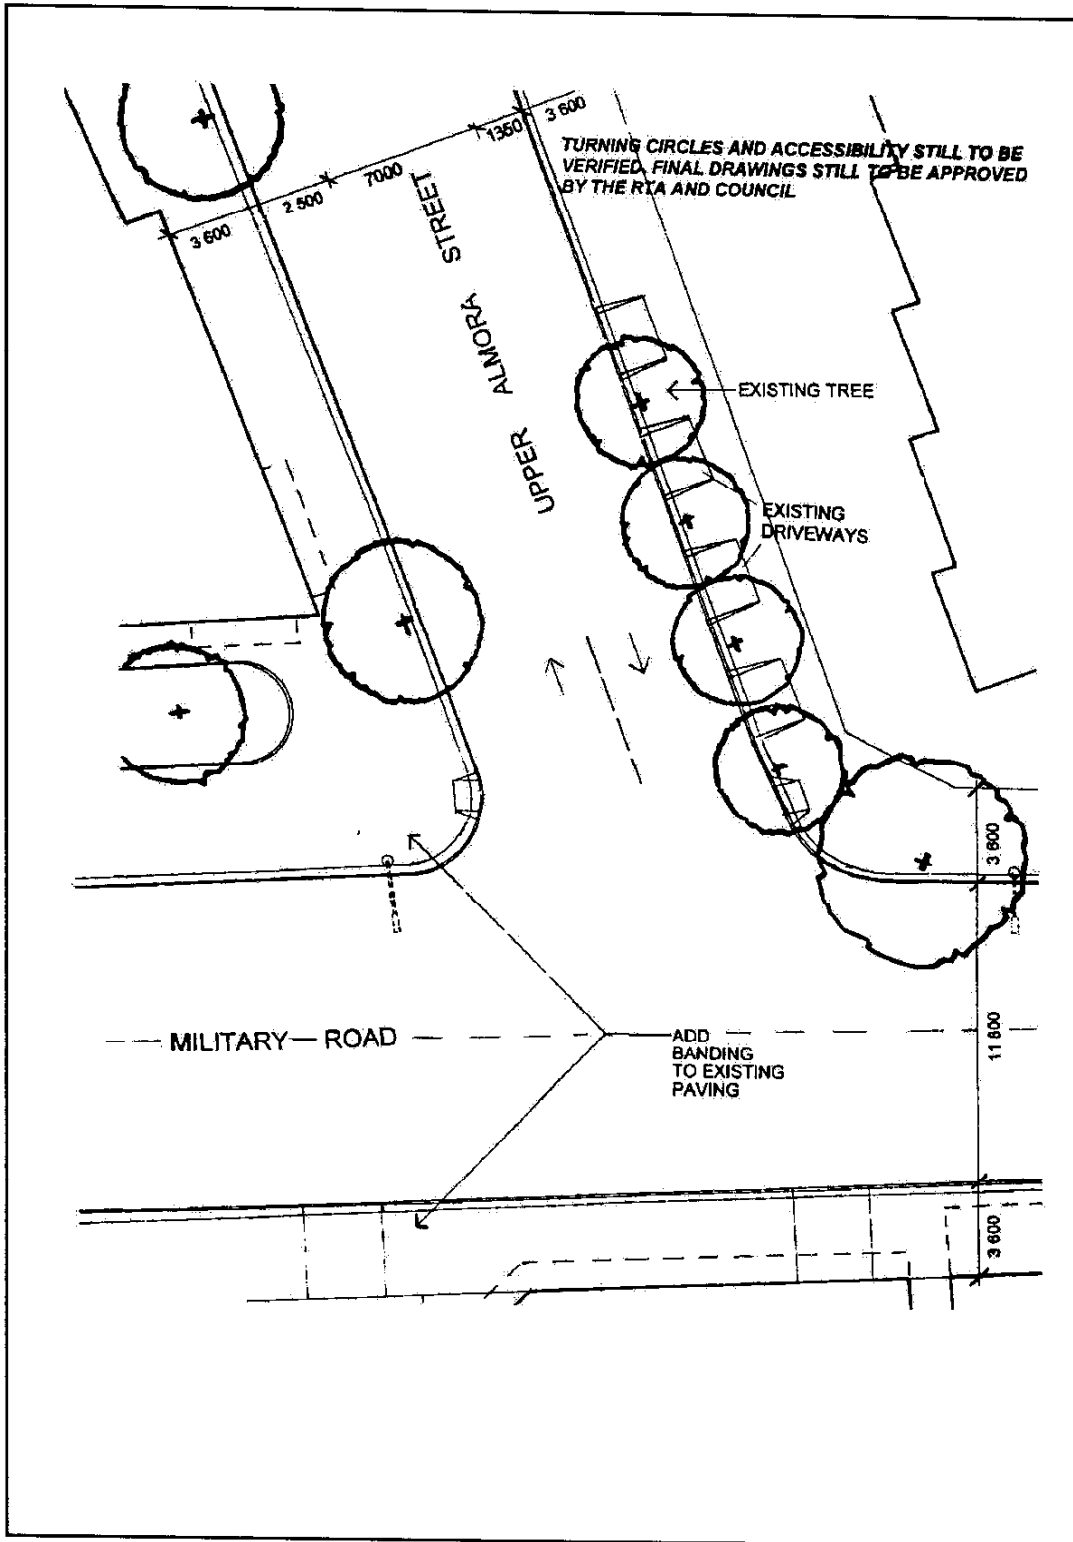 3 600
2 500
7000
1350
3 600
TURNING CIRCLES AND ACCESSIBILITY STILL TO BE
VERIFIED. FINAL DRAWINGS STILL TO BE APPROVED
BY THE RTA AND COUNCIL
UPPER ALMORA STREET
EXISTING TREE
EXISTING
DRIVEWAYS
3 600
MILITARY ROAD
ADD
BANDING
TO EXISTING
PAVING
11 800
3 600